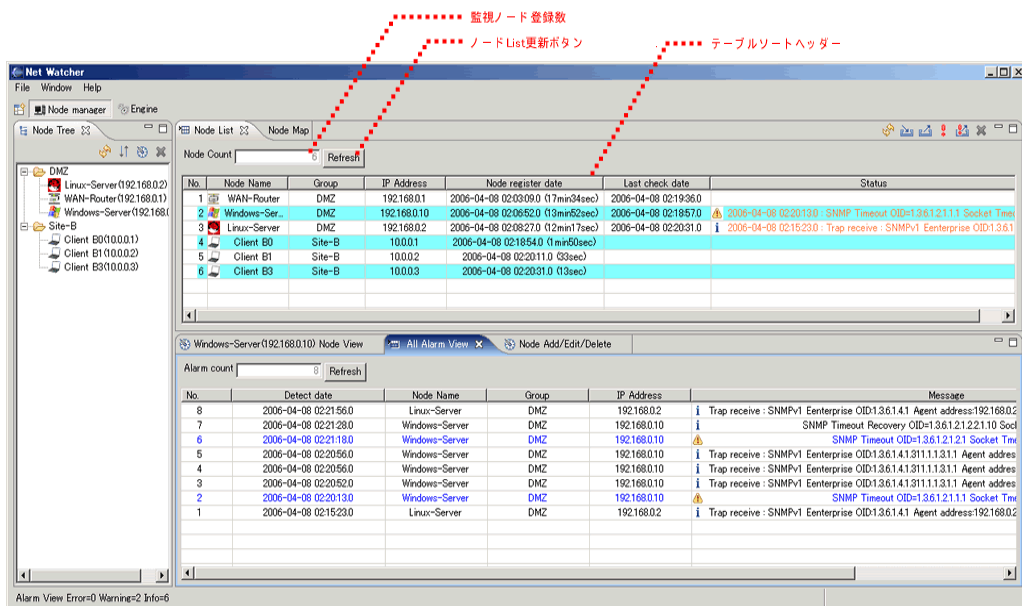 監視ノード登録数
ノードList更新ボタン
テーブルソートヘッダー
Net Watcher
File Window Help
Node manager Engine
Node Tree
Node List Node Map
Node Count 6 Refresh
DMZ
Linux-Server(192.168.0.2)
WAN-Router(192.168.0.1)
Windows-Server(192.168.(
Site-B
Client B0(10.0.0.1)
Client B1(10.0.0.2)
Client B3(10.0.0.3)
No. Node Name Group IP Address Node register date Last check date Status
1 WAN-Router DMZ 192.168.0.1 2006-04-08 02:03:09.0 (17min34sec) 2006-04-08 02:19:36.0
2 Windows-Ser... DMZ 192.168.0.10 2006-04-08 02:06:52.0 (13min52sec) 2006-04-08 02:18:57.0 2006-04-08 02:20:13.0 : SNMP Timeout OID=1.3.6.1.2.1.1.1 Socket Time
3 Linux-Server DMZ 192.168.0.2 2006-04-08 02:08:27.0 (12min17sec) 2006-04-08 02:20:31.0 2006-04-08 02:15:23.0 : Trap receive : SNMPv1 Eenterprise OID:1.3.6.1
4 Client B0 Site-B 10.0.0.1 2006-04-08 02:18:54.0 (1min50sec)
5 Client B1 Site-B 10.0.0.2 2006-04-08 02:20:11.0 (33sec)
6 Client B3 Site-B 10.0.0.3 2006-04-08 02:20:31.0 (13sec)
Windows-Server(192.168.0.10) Node View All Alarm View Node Add/Edit/Delete
Alarm count 8 Refresh
No. Detect date Node Name Group IP Address Message
8 2006-04-08 02:21:56.0 Linux-Server DMZ 192.168.0.2 Trap receive : SNMPv1 Eenterprise OID:1.3.6.1.4.1 Agent address:192.168.0.2
7 2006-04-08 02:21:28.0 Windows-Server DMZ 192.168.0.10 SNMP Timeout Recovery OID=1.3.6.1.2.1.2.2.1.10 Soc
6 2006-04-08 02:21:18.0 Windows-Server DMZ 192.168.0.10 SNMP Timeout OID=1.3.6.1.2.1.2.1 Socket Tme
5 2006-04-08 02:20:56.0 Windows-Server DMZ 192.168.0.10 Trap receive : SNMPv1 Eenterprise OID:1.3.6.1.4.1.311.1.1.3.1.1 Agent addres
4 2006-04-08 02:20:56.0 Windows-Server DMZ 192.168.0.10 Trap receive : SNMPv1 Eenterprise OID:1.3.6.1.4.1.311.1.1.3.1.1 Agent addres
3 2006-04-08 02:20:52.0 Windows-Server DMZ 192.168.0.10 Trap receive : SNMPv1 Eenterprise OID:1.3.6.1.4.1.311.1.1.3.1.1 Agent addres
2 2006-04-08 02:20:13.0 Windows-Server DMZ 192.168.0.10 SNMP Timeout OID=1.3.6.1.2.1.1.1 Socket Tme
1 2006-04-08 02:15:23.0 Linux-Server DMZ 192.168.0.2 Trap receive : SNMPv1 Eenterprise OID:1.3.6.1.4.1 Agent address:192.168.0.2
Alarm View Error=0 Warning=2 Info=6